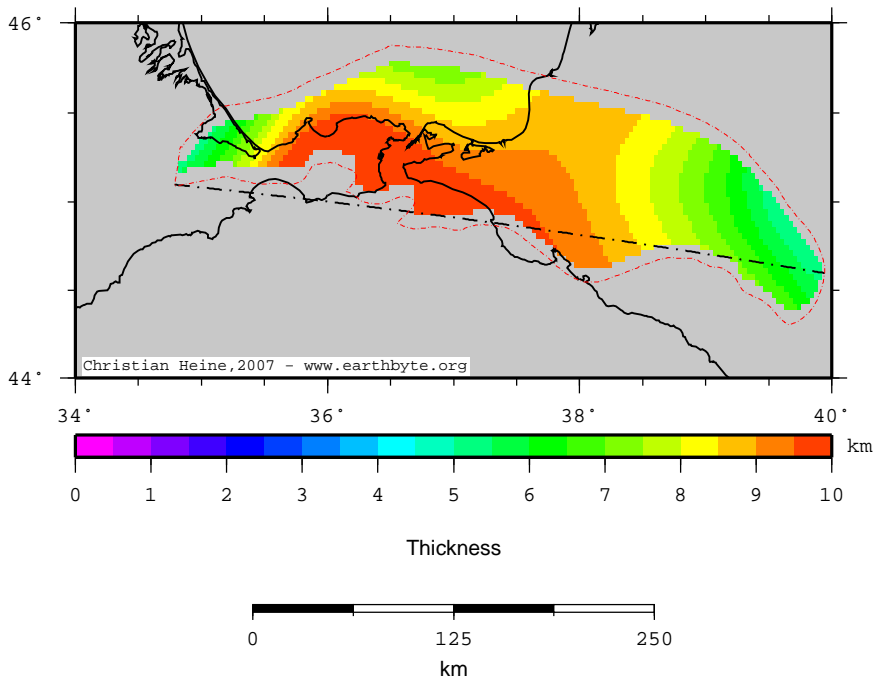 46°
44°
Christian Heine,2007 - www.earthbyte.org
34° 36° 38° 40°
km
0 1 2 3 4 5 6 7 8 9 10
Thickness
0 125 250
km